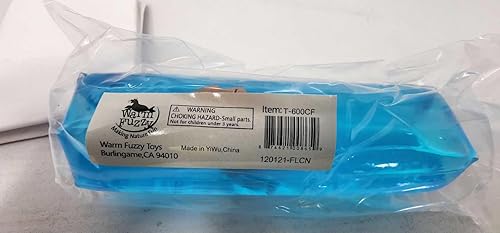 Warm
Fuzzy
Making Nature Fun
WARNING
CHOKING HAZARD-Small parts.
Not for children under 3 years.
Item: T-600CF
Warm Fuzzy Toys
Burlingame,CA 94010
Made in YiWu,China
120121-FLCN